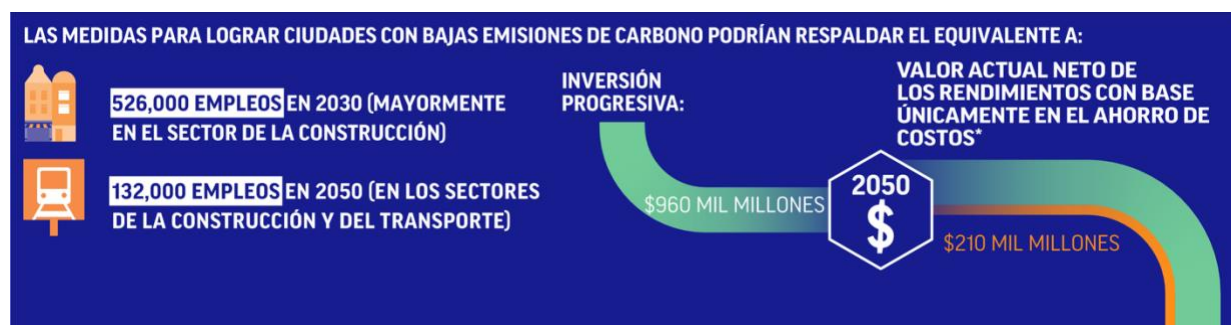 LAS MEDIDAS PARA LOGRAR CIUDADES CON BAJAS EMISIONES DE CARBONO PODRÍAN RESPALDAR EL EQUIVALENTE A:
526,000 EMPLEOS EN 2030 (MAYORMENTE
EN EL SECTOR DE LA CONSTRUCCIÓN)
132,000 EMPLEOS EN 2050 (EN LOS SECTORES
DE LA CONSTRUCCIÓN Y DEL TRANSPORTE)
INVERSIÓN
PROGRESIVA:
$960 MIL MILLONES
2050
$
VALOR ACTUAL NETO DE
LOS RENDIMIENTOS CON BASE
ÚNICAMENTE EN EL AHORRO DE
COSTOS*
$210 MIL MILLONES